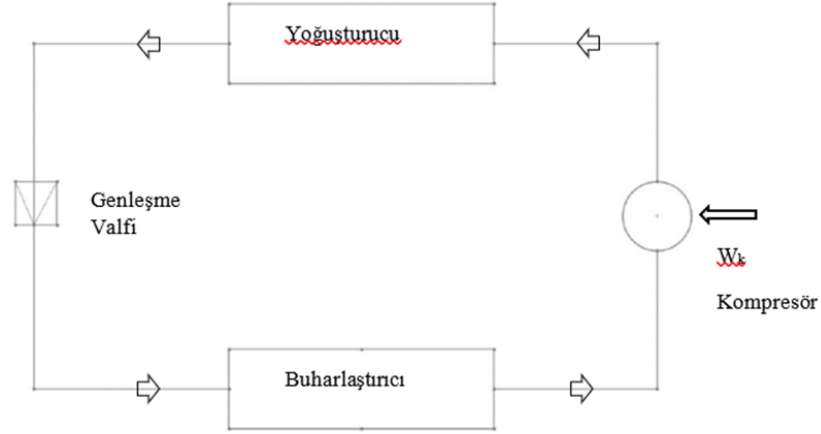 Yoğuşturucu
Genleşme
Valfi
Wk
Kompresör
Buharlaştırıcı